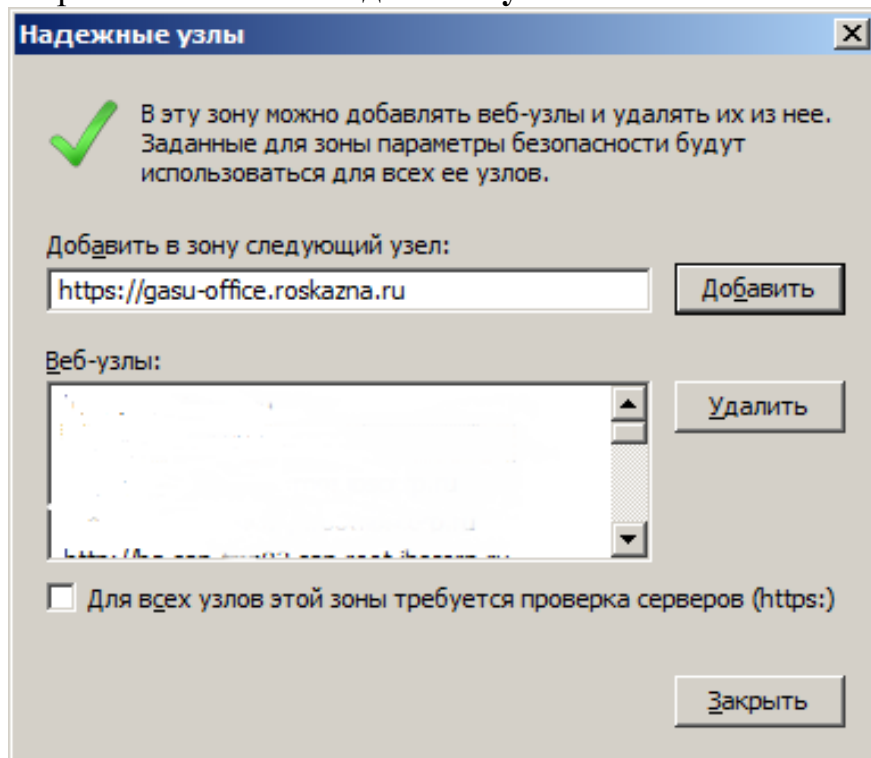 Надежные узлы
В эту зону можно добавлять веб-узлы и удалять их из нее.
Заданные для зоны параметры безопасности будут
использоваться для всех ее узлов.
Добавить в зону следующий узел:
https://gasu-office.roskazna.ru
Добавить
Веб-узлы:
Удалить
Для всех узлов этой зоны требуется проверка серверов (https:)
Закрыть